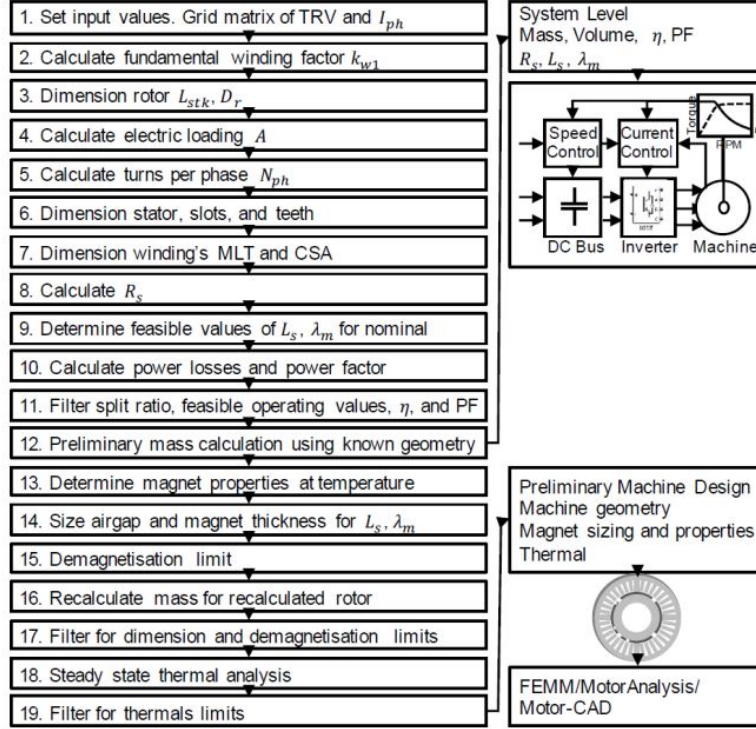 1. Set input values. Grid matrix of TRV and I_ph
2. Calculate fundamental winding factor k_w1
3. Dimension rotor L_stk, D_r
4. Calculate electric loading A
5. Calculate turns per phase N_ph
6. Dimension stator, slots, and teeth
7. Dimension winding's MLT and CSA
8. Calculate R_s
9. Determine feasible values of L_s, λ_m for nominal
10. Calculate power losses and power factor
11. Filter split ratio, feasible operating values, η, and PF
12. Preliminary mass calculation using known geometry
13. Determine magnet properties at temperature
14. Size airgap and magnet thickness for L_s, λ_m
15. Demagnetisation limit
16. Recalculate mass for recalculated rotor
17. Filter for dimension and demagnetisation limits
18. Steady state thermal analysis
19. Filter for thermals limits
System Level
Mass, Volume, η, PF
R_s, L_s, λ_m
Torque
RPM
Speed
Control
Current
Control
DC Bus
Inverter
Machine
Preliminary Machine Design
Machine geometry
Magnet sizing and properties
Thermal
FEMM/MotorAnalysis/
Motor-CAD